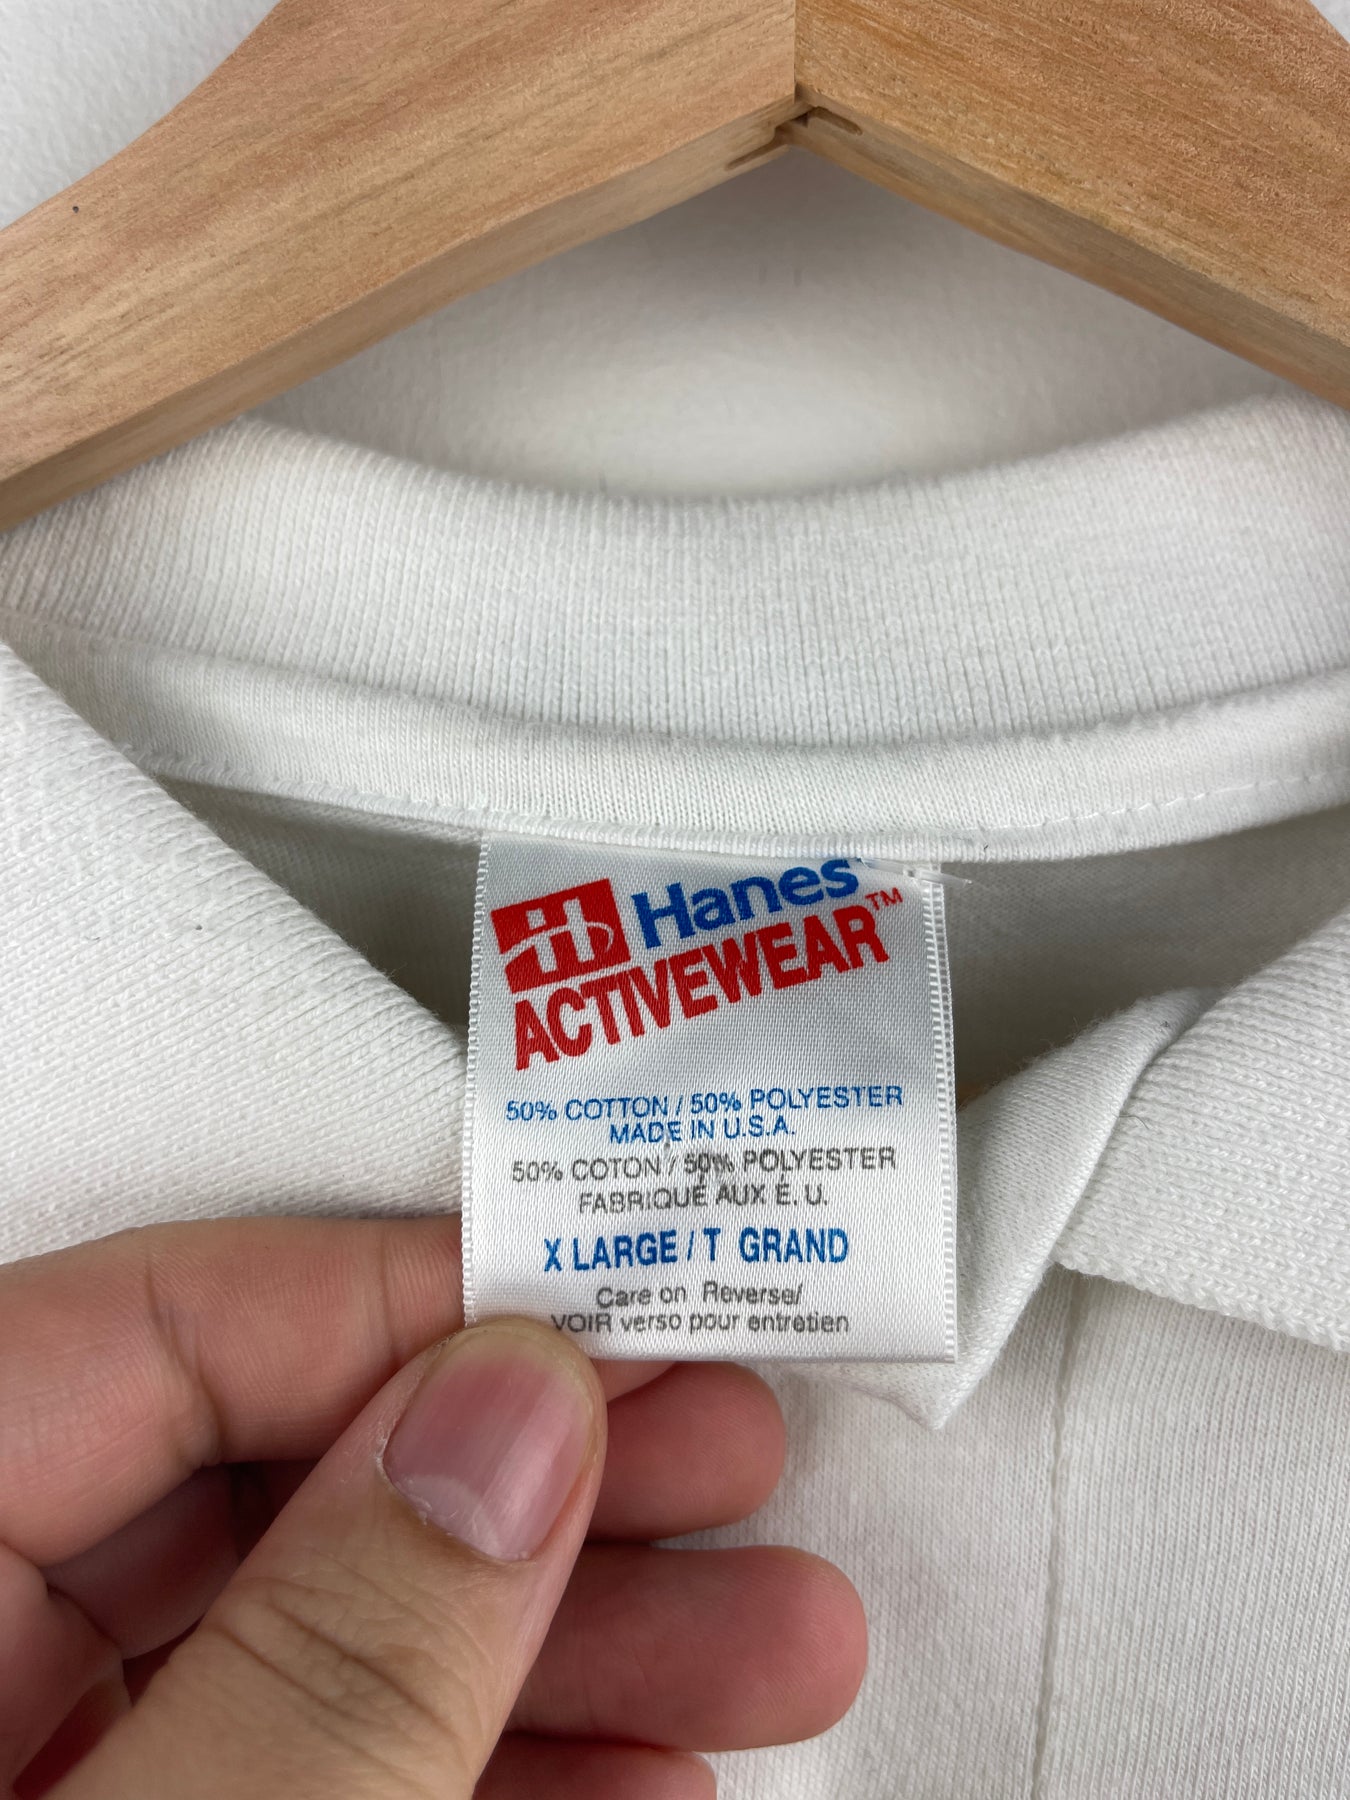 Hanes
ACTIVEWEAR™
50% COTTON / 50% POLYESTER
MADE IN U.S.A.
50% COTON / 50% POLYESTER
FABRIQUÉ AUX É. U.
X LARGE / T GRAND
Care on Reverse/
VOIR verso pour entretien